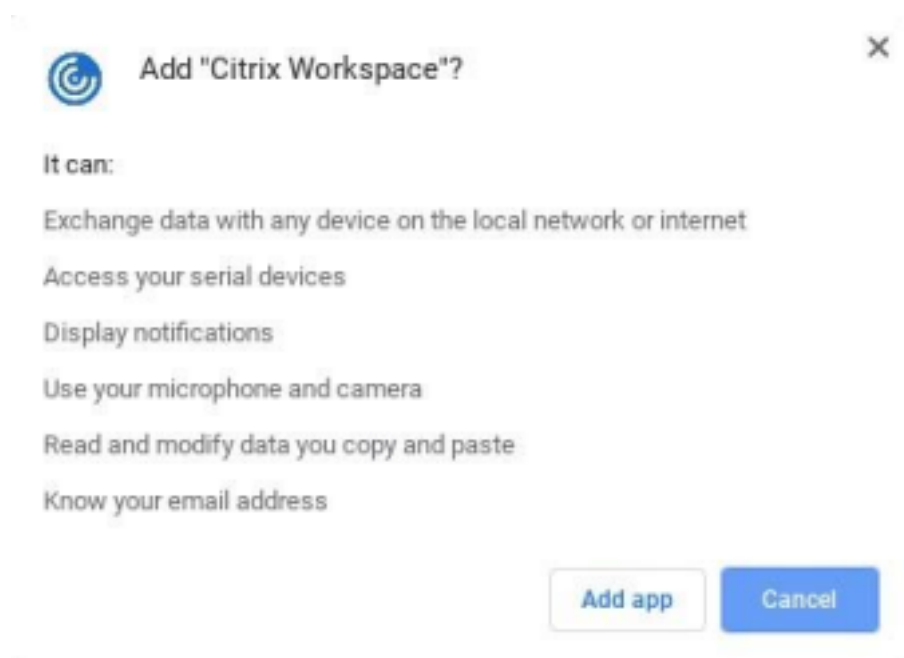 Add "Citrix Workspace"?
It can:
Exchange data with any device on the local network or internet
Access your serial devices
Display notifications
Use your microphone and camera
Read and modify data you copy and paste
Know your email address
Add app
Cancel